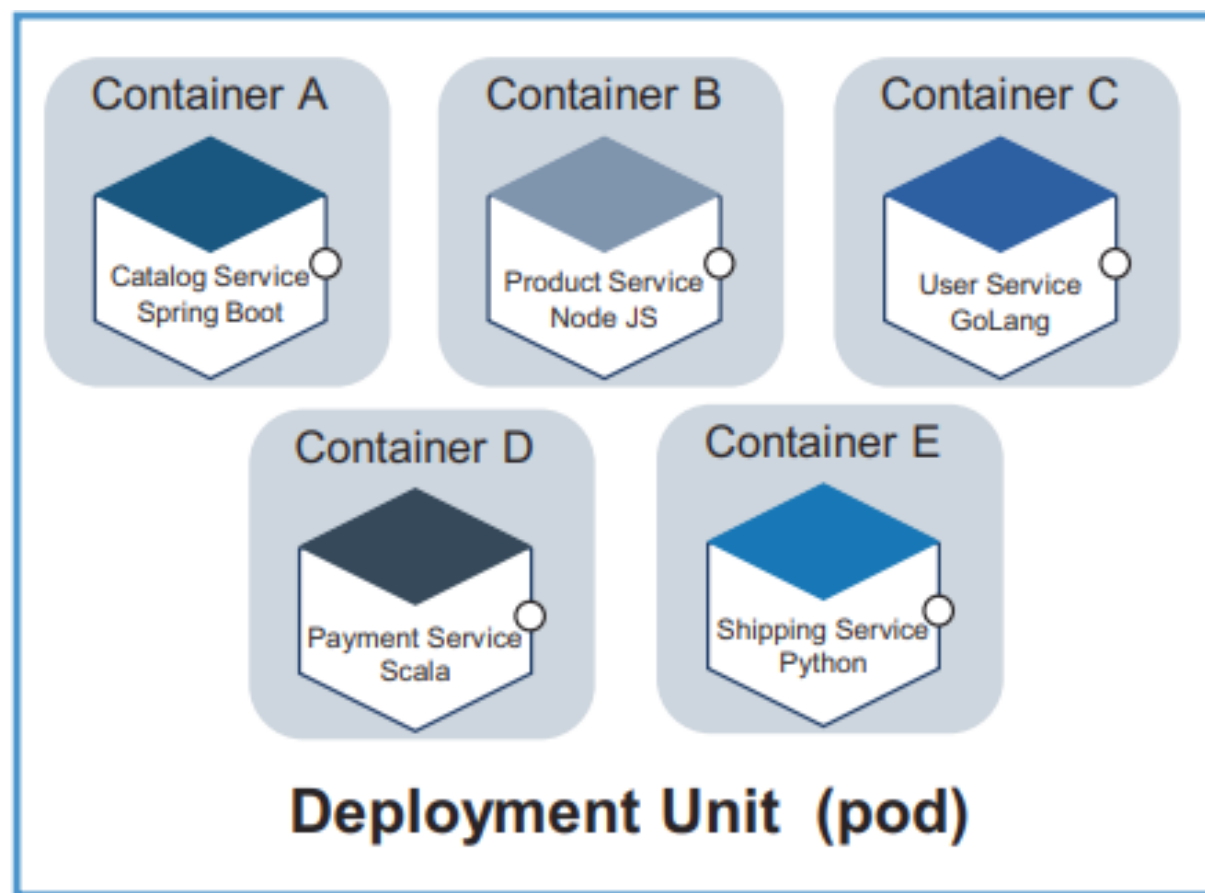 Container A
Catalog Service
Spring Boot
Container B
Product Service
Node JS
Container C
User Service
GoLang
Container D
Payment Service
Scala
Container E
Shipping Service
Python
Deployment Unit (pod)